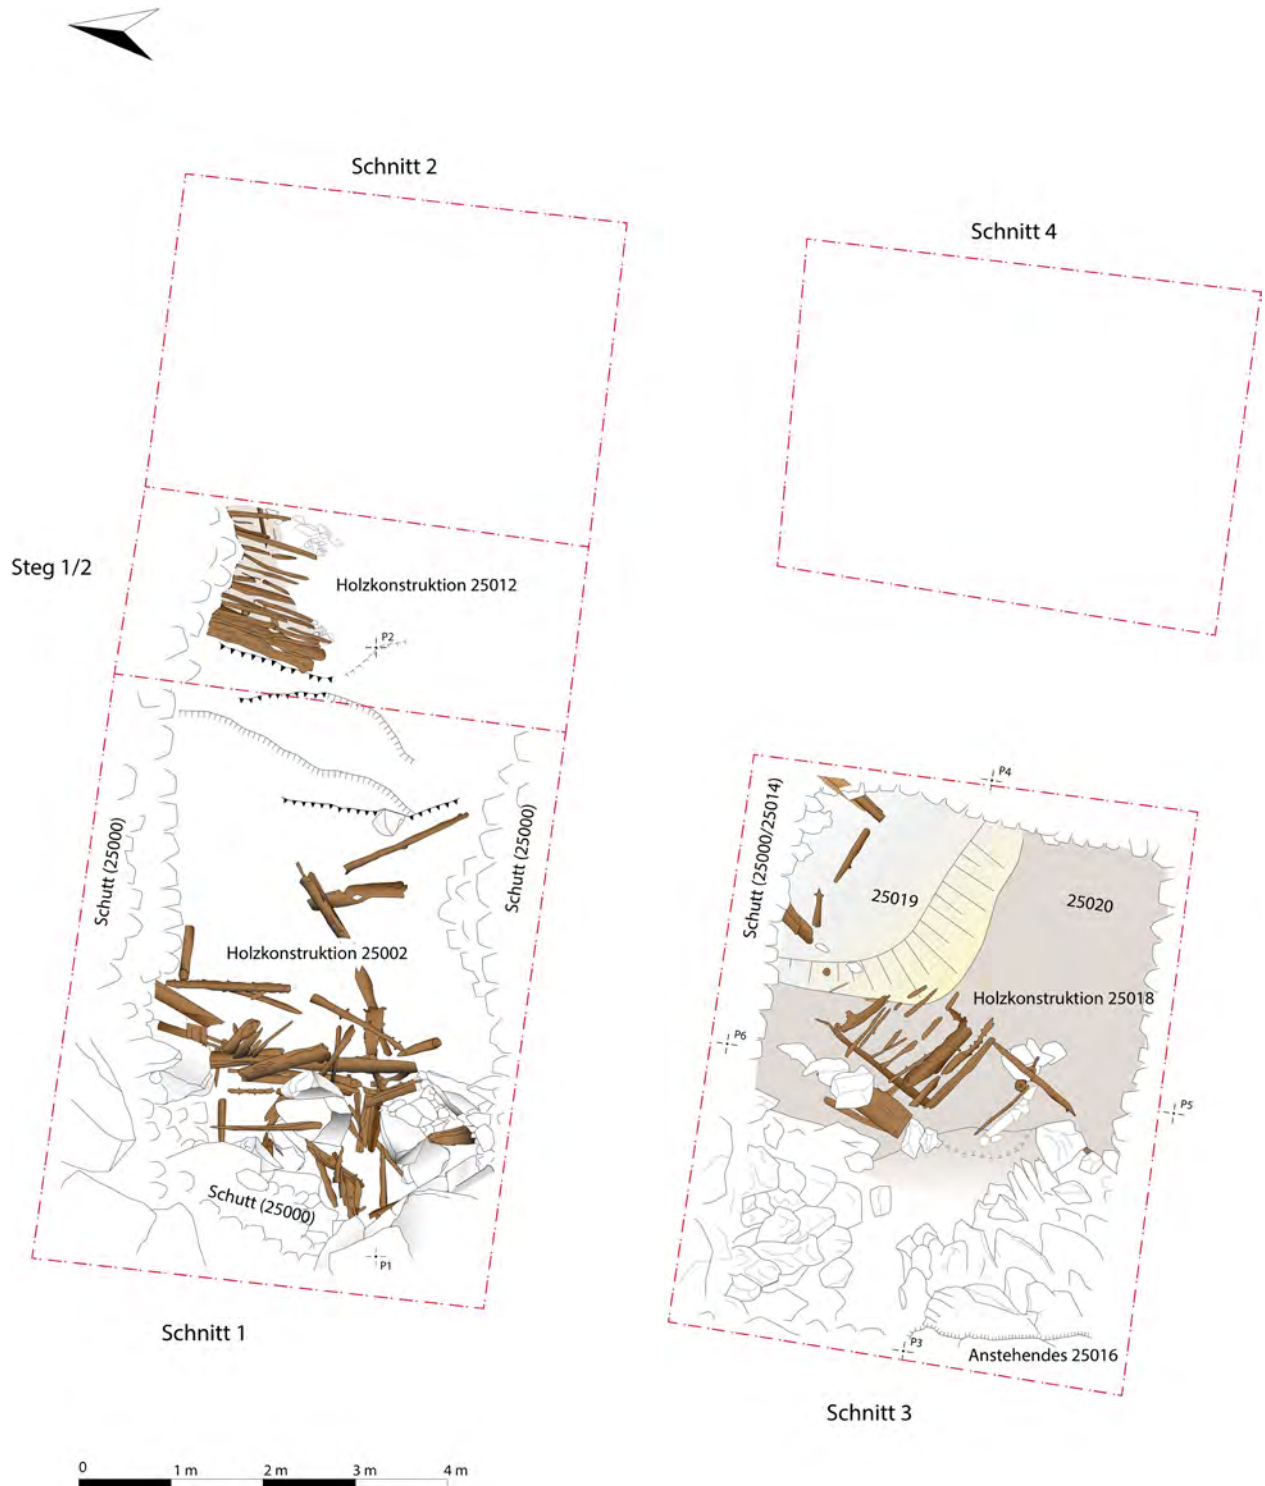 Schnitt 2
Schnitt 4
Steg 1/2
Holzkonstruktion 25012
P2
P4
Schutt (25000)
Schutt (25000)
Schutt (25000/25014)
25019
25020
Holzkonstruktion 25002
Holzkonstruktion 25018
P6
P5
Schutt (25000)
P1
Schnitt 1
P3
Anstehendes 25016
Schnitt 3
0 1 m 2 m 3 m 4 m